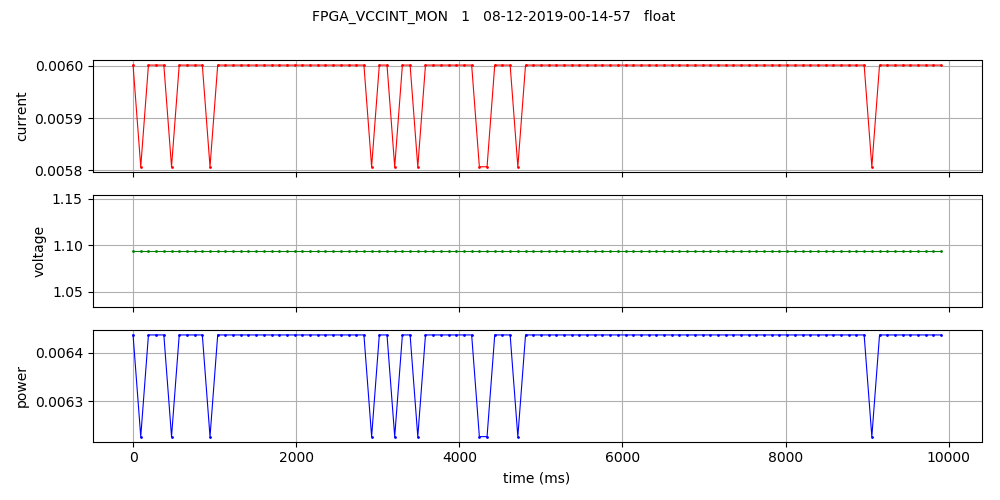 FPGA_VCCINT_MON   1   08-12-2019-00-14-57   float
0.0060
0.0059
0.0058
current
1.15
1.10
1.05
voltage
0.0064
0.0063
power
0 2000 4000 6000 8000 10000
time (ms)